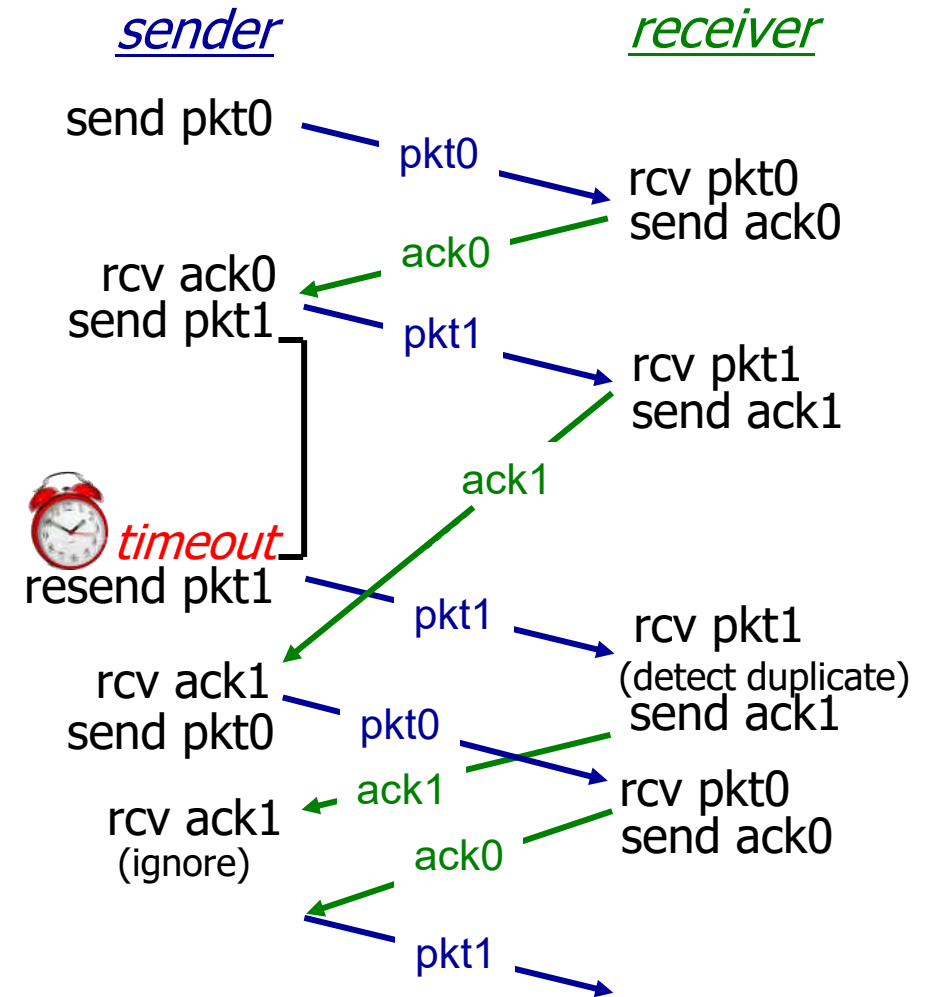 sender
receiver
send pkt0
pkt0
rcv pkt0
send ack0
ack0
rcv ack0
send pkt1
pkt1
rcv pkt1
send ack1
ack1
timeout
resend pkt1
pkt1
rcv pkt1
(detect duplicate)
send ack1
rcv ack1
send pkt0
pkt0
ack1
rcv pkt0
send ack0
rcv ack1
(ignore)
ack0
pkt1